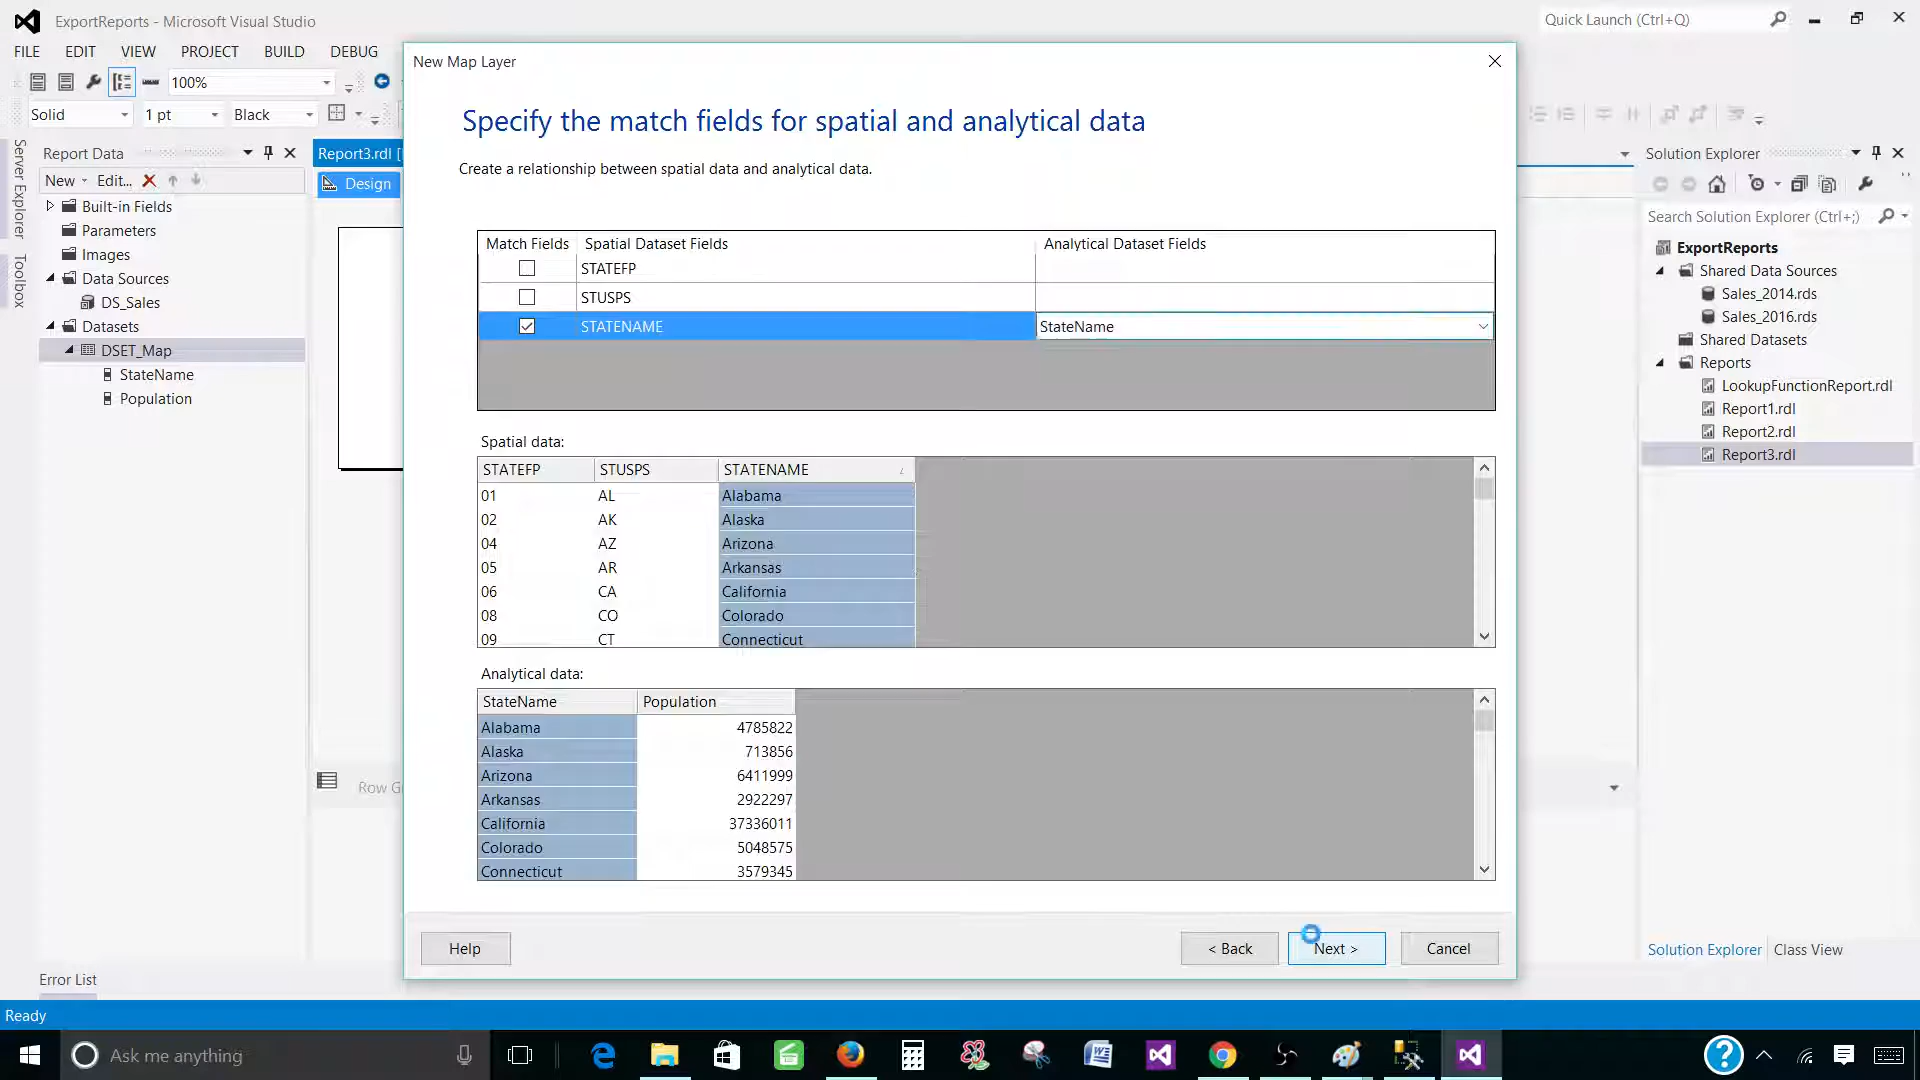 ExportReports - Microsoft Visual Studio
Quick Launch (Ctrl+Q)
FILE EDIT VIEW PROJECT BUILD DEBUG
100%
Solid 1 pt Black
Server Explorer
Toolbox
Report Data
New Edit...
Built-in Fields
Parameters
Images
Data Sources
DS_Sales
Datasets
DSET_Map
StateName
Population
Report3.rdl [
Design
Row G
New Map Layer
Specify the match fields for spatial and analytical data
Create a relationship between spatial data and analytical data.
Match Fields Spatial Dataset Fields Analytical Dataset Fields
STATEFP
STUSPS
STATENAME StateName
Spatial data:
STATEFP STUSPS STATENAME
01 AL Alabama
02 AK Alaska
04 AZ Arizona
05 AR Arkansas
06 CA California
08 CO Colorado
09 CT Connecticut
Analytical data:
StateName Population
Alabama 4785822
Alaska 713856
Arizona 6411999
Arkansas 2922297
California 37336011
Colorado 5048575
Connecticut 3579345
Help < Back Next > Cancel
Solution Explorer
Search Solution Explorer (Ctrl+;)
ExportReports
Shared Data Sources
Sales_2014.rds
Sales_2016.rds
Shared Datasets
Reports
LookupFunctionReport.rdl
Report1.rdl
Report2.rdl
Report3.rdl
Solution Explorer Class View
Error List
Ready
Ask me anything